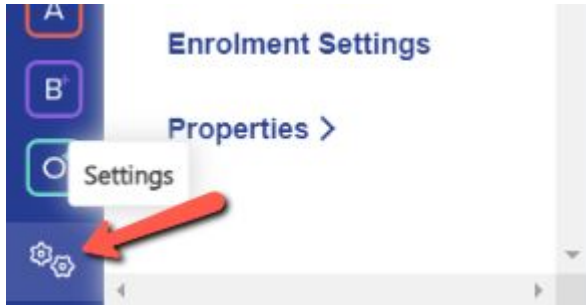 A
Enrolment Settings
B+
Properties >
Settings